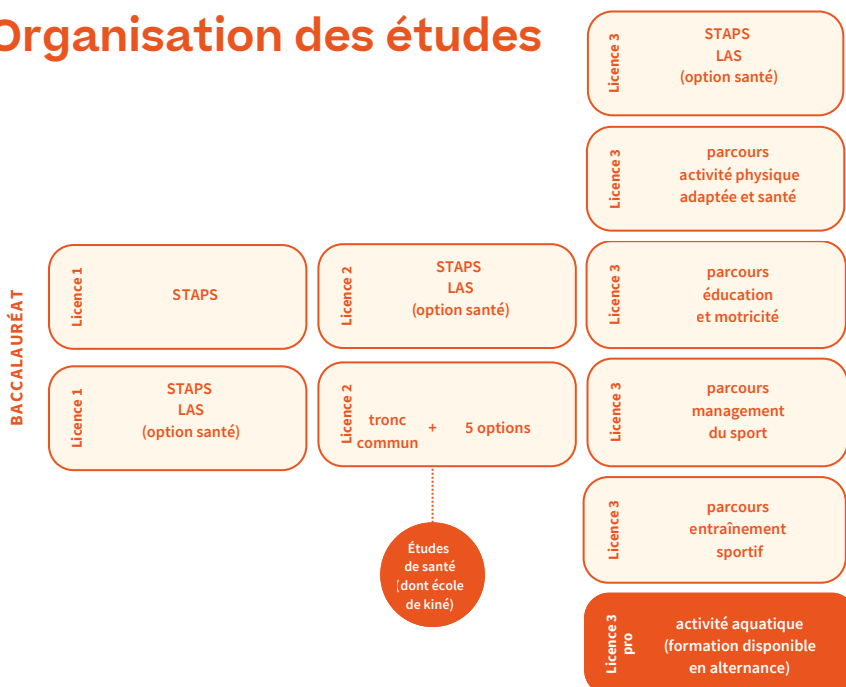 Organisation des études
BACCALAURÉAT
Licence 1
STAPS
Licence 1
STAPS
LAS
(option santé)
Licence 2
STAPS
LAS
(option santé)
Licence 2
tronc
commun
+
5 options
Études
de santé
(dont école
de kiné)
Licence 3
STAPS
LAS
(option santé)
Licence 3
parcours
activité physique
adaptée et santé
Licence 3
parcours
éducation
et motricité
Licence 3
parcours
management
du sport
Licence 3
parcours
entraînement
sportif
Licence 3
pro
activité aquatique
(formation disponible
en alternance)